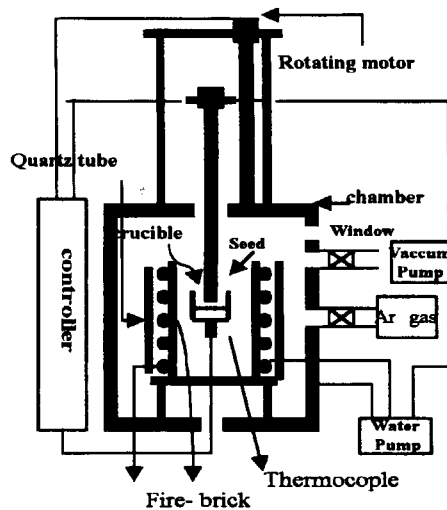 Rotating motor
Quartz tube
chamber
crucible
Seed
Window
Vaccum
Pump
controller
Ar gas
Water
Pump
Thermocople
Fire- brick